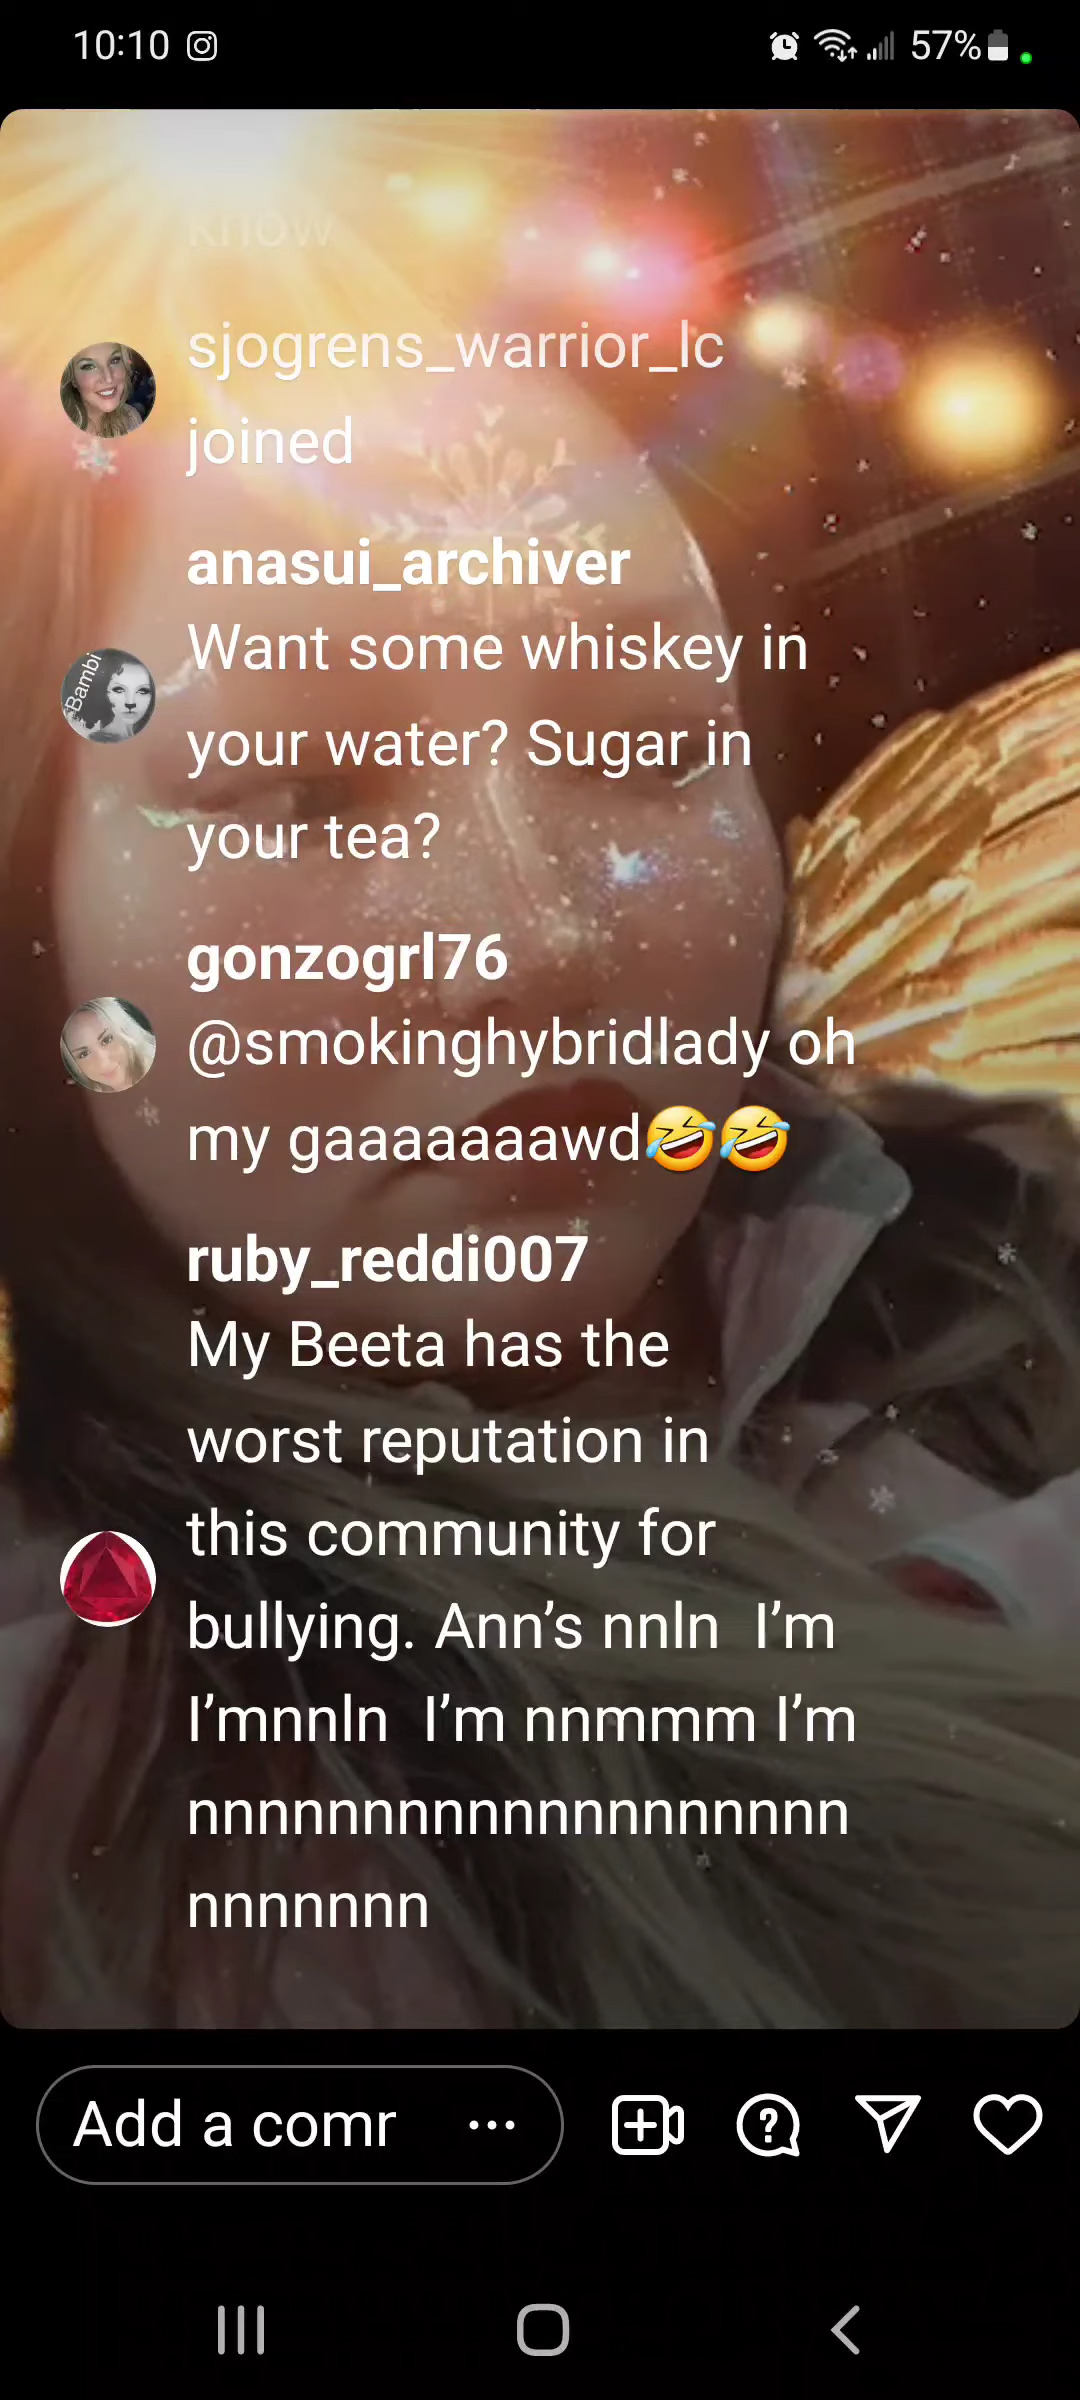 10:10
57%
know
sjogrens_warrior_lc
joined
anasui_archiver
Want some whiskey in
your water? Sugar in
your tea?
Bambi
gonzogrl76
@smokinghybridlady oh
my gaaaaaaawd🤣🤣
ruby_reddi007
My Beeta has the
worst reputation in
this community for
bullying. Ann’s nnln  I’m
I’mnnln  I’m nnmmm I’m
nnnnnnnnnnnnnnnnnnn
nnnnnnn
Add a comr